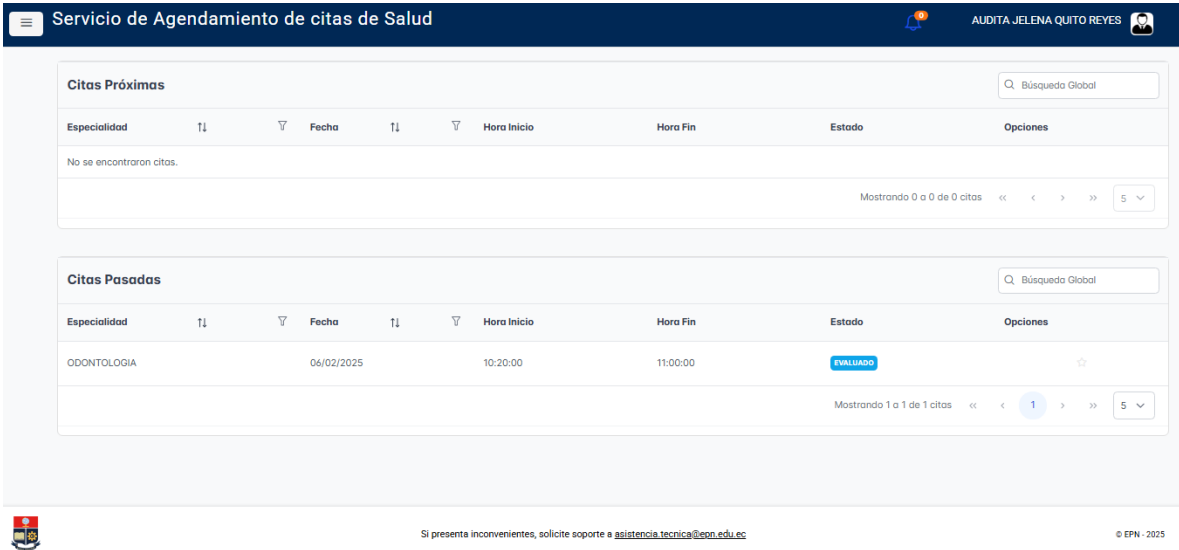 Servicio de Agendamiento de citas de Salud 0 AUDITA JELENA QUITO REYES
Citas Próximas Búsqueda Global
Especialidad Fecha Hora Inicio Hora Fin Estado Opciones
No se encontraron citas.
Mostrando 0 a 0 de 0 citas << < > >> 5
Citas Pasadas Búsqueda Global
Especialidad Fecha Hora Inicio Hora Fin Estado Opciones
ODONTOLOGIA 06/02/2025 10:20:00 11:00:00 EVALUADO
Mostrando 1 a 1 de 1 citas << < 1 > >> 5
Si presenta inconvenientes, solicite soporte a asistencia.tecnica@epn.edu.ec © EPN - 2025